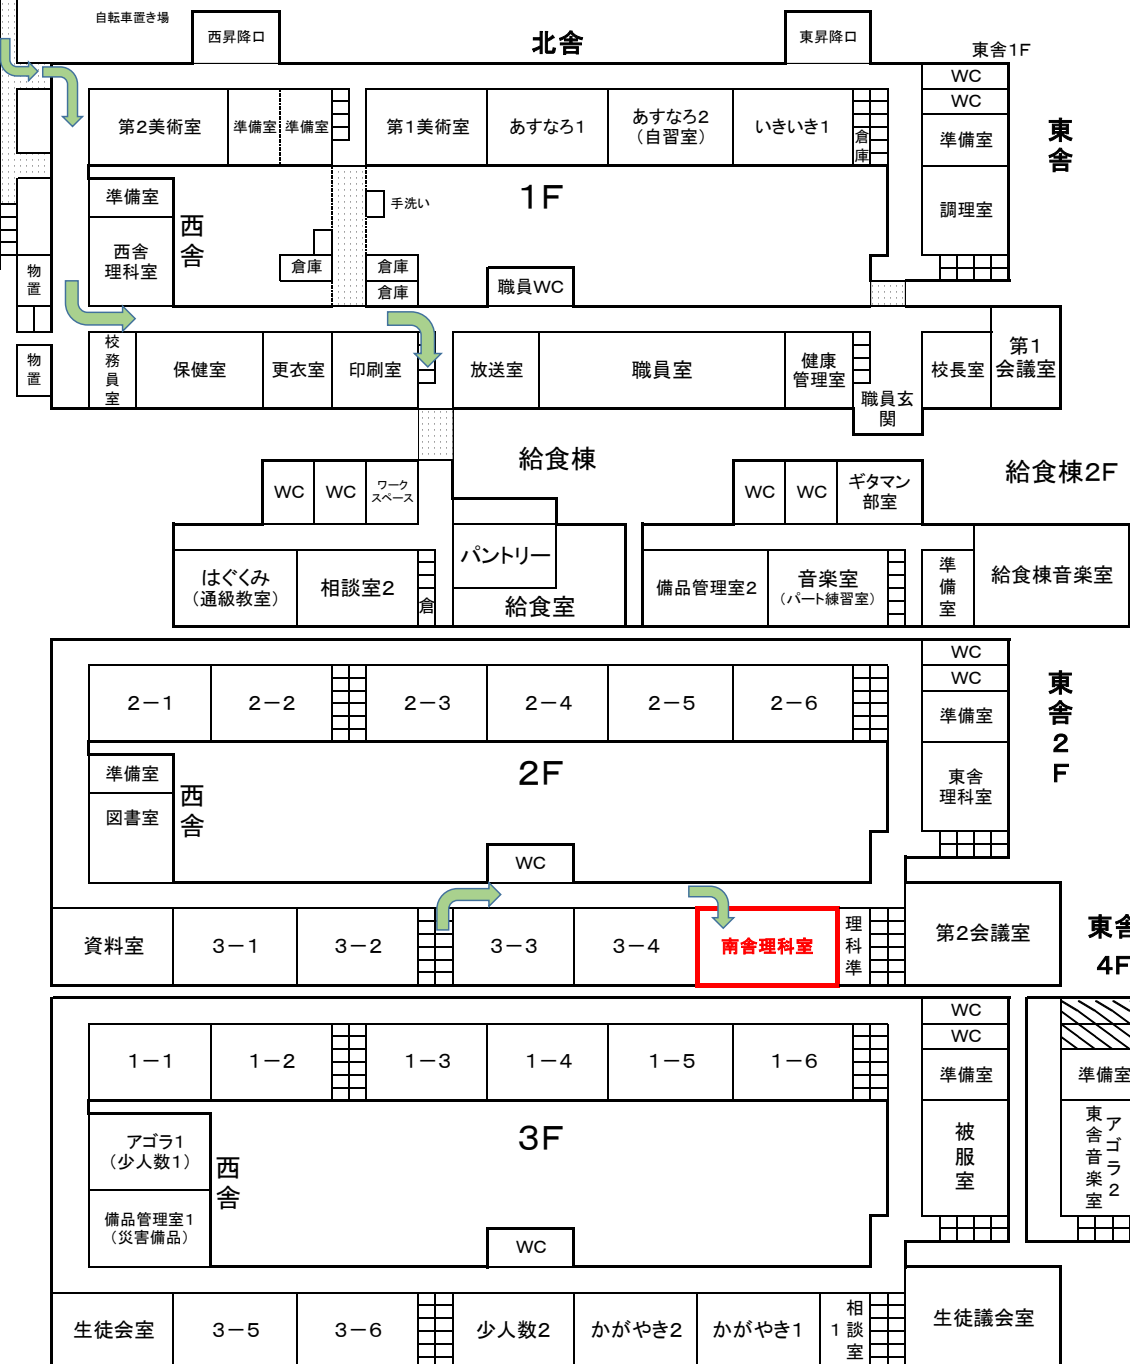 自転車置き場
西昇降口
北舎
東昇降口
東舎1F
WC
WC
第2美術室
準備室
準備室
第1美術室
あすなろ1
あすなろ2
（自習室）
いきいき1
倉庫
準備室
東舎
調理室
準備室
西舎
西舎
理科室
1F
手洗い
倉庫
倉庫
倉庫
職員WC
物置
物置
校務員室
保健室
更衣室
印刷室
放送室
職員室
健康
管理室
職員玄
関
校長室
第1
会議室
給食棟
給食棟2F
WC
WC
ワーク
スペース
WC
WC
ギタマン
部室
はぐくみ
（通級教室）
相談室2
倉
パントリー
給食室
備品管理室2
音楽室
（パート練習室）
準備室
給食棟音楽室
WC
WC
2－1
2－2
2－3
2－4
2－5
2－6
準備室
東舎2F
東舎
理科室
準備室
図書室
西舎
2F
WC
資料室
3－1
3－2
3－3
3－4
南舎理科室
理科準
第2会議室
東舎
4F
WC
WC
1－1
1－2
1－3
1－4
1－5
1－6
準備室
被服室
準備室
東舎音楽室
アゴラ2
アゴラ1
（少人数1）
西舎
備品管理室1
（災害備品）
3F
WC
生徒会室
3－5
3－6
少人数2
かがやき2
かがやき1
相談室1
生徒議会室